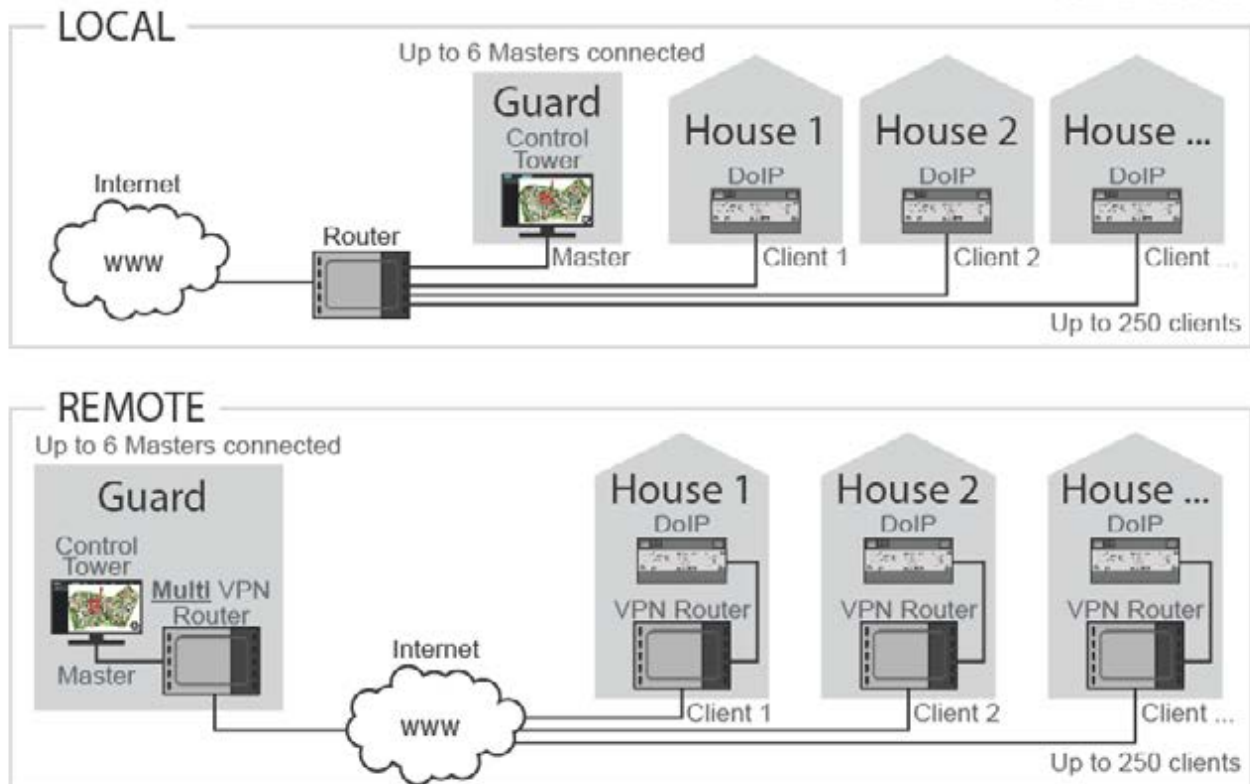 LOCAL
Up to 6 Masters connected
Guard
Control
Tower
House 1
House 2
House ...
DoIP
DoIP
DoIP
Internet
www
Router
Master
Client 1
Client 2
Client ...
Up to 250 clients
REMOTE
Up to 6 Masters connected
Guard
Control
Tower
Multi VPN
Router
Master
Internet
www
House 1
House 2
House ...
DoIP
DoIP
DoIP
VPN Router
VPN Router
VPN Router
Client 1
Client 2
Client ...
Up to 250 clients